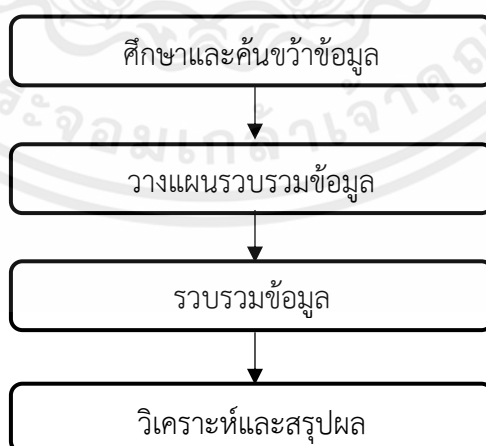 ศึกษาและค้นขว้าข้อมูล
วางแผนรวบรวมข้อมูล
รวบรวมข้อมูล
วิเคราะห์และสรุปผล